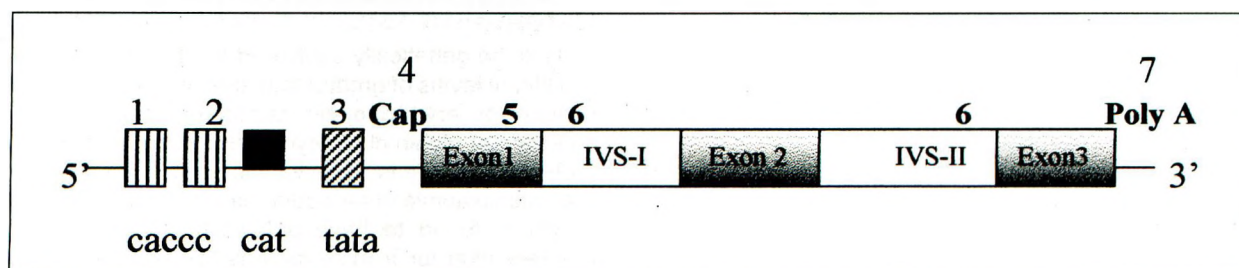 4 7
1 2 3 Cap 5 6 6 Poly A
5’ Exon1 IVS-I Exon 2 IVS-II Exon3 3’
caccc cat tata